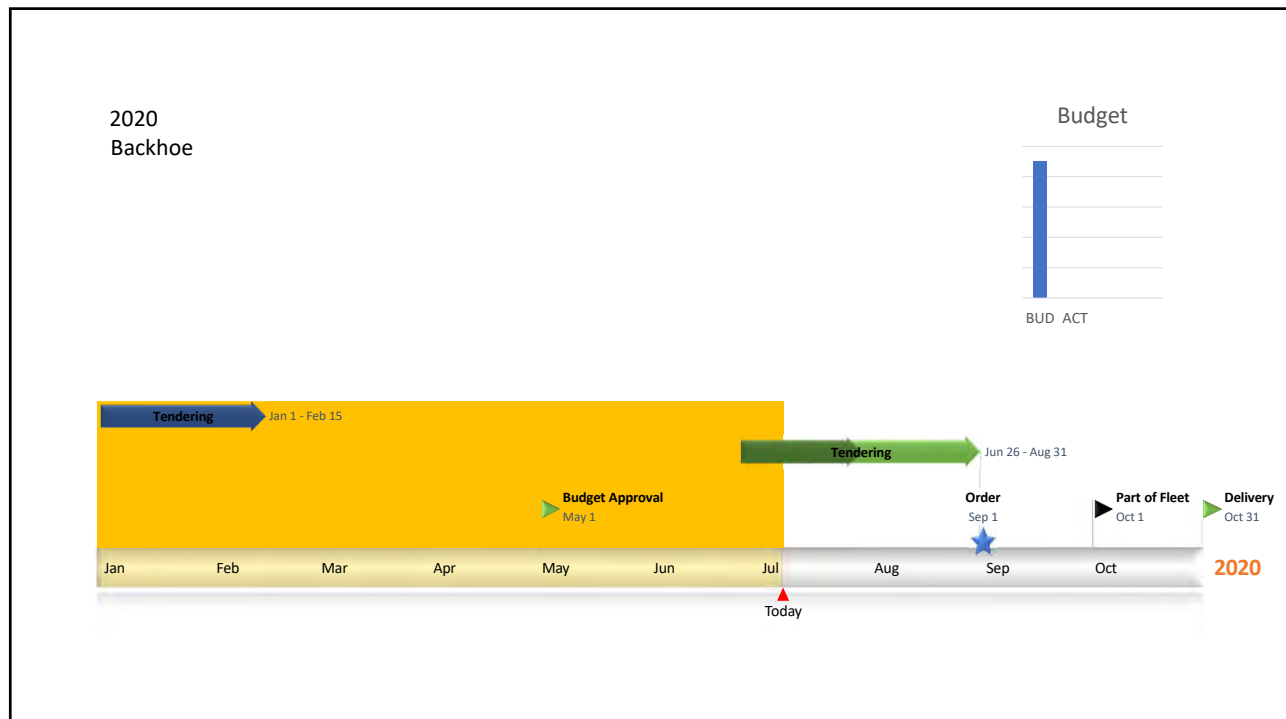 2020
Backhoe
Budget
BUD ACT
Tendering Jan 1 - Feb 15
Tendering Jun 26 - Aug 31
Budget Approval
May 1
Order
Sep 1
Part of Fleet
Oct 1
Delivery
Oct 31
Jan Feb Mar Apr May Jun Jul Aug Sep Oct 2020
Today